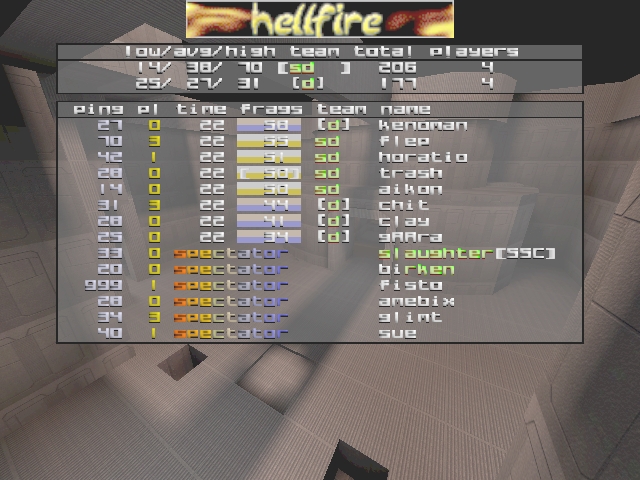 hellfire
low/avg/high team total players
14/ 38/ 70 [sd ] 206 4
25/ 27/ 31 [d] 177 4
ping pl time frags team name
27 0 22 58 [d] kenoman
70 3 22 55 sd flep
42 1 22 51 sd horatio
28 0 22 [ 50] sd trash
14 0 22 50 sd aikon
31 3 22 44 [d] chit
28 0 22 41 [d] clay
25 0 22 34 [d] gAAra
33 0 spectator slaughter[SSC]
20 0 spectator birken
999 1 spectator fisto
28 0 spectator amebix
34 3 spectator glimt
40 1 spectator sue